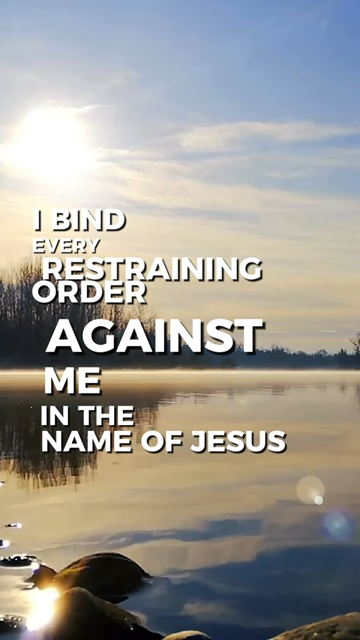 I BIND
EVERY
RESTRAINING
ORDER
AGAINST
ME
IN THE
NAME OF JESUS